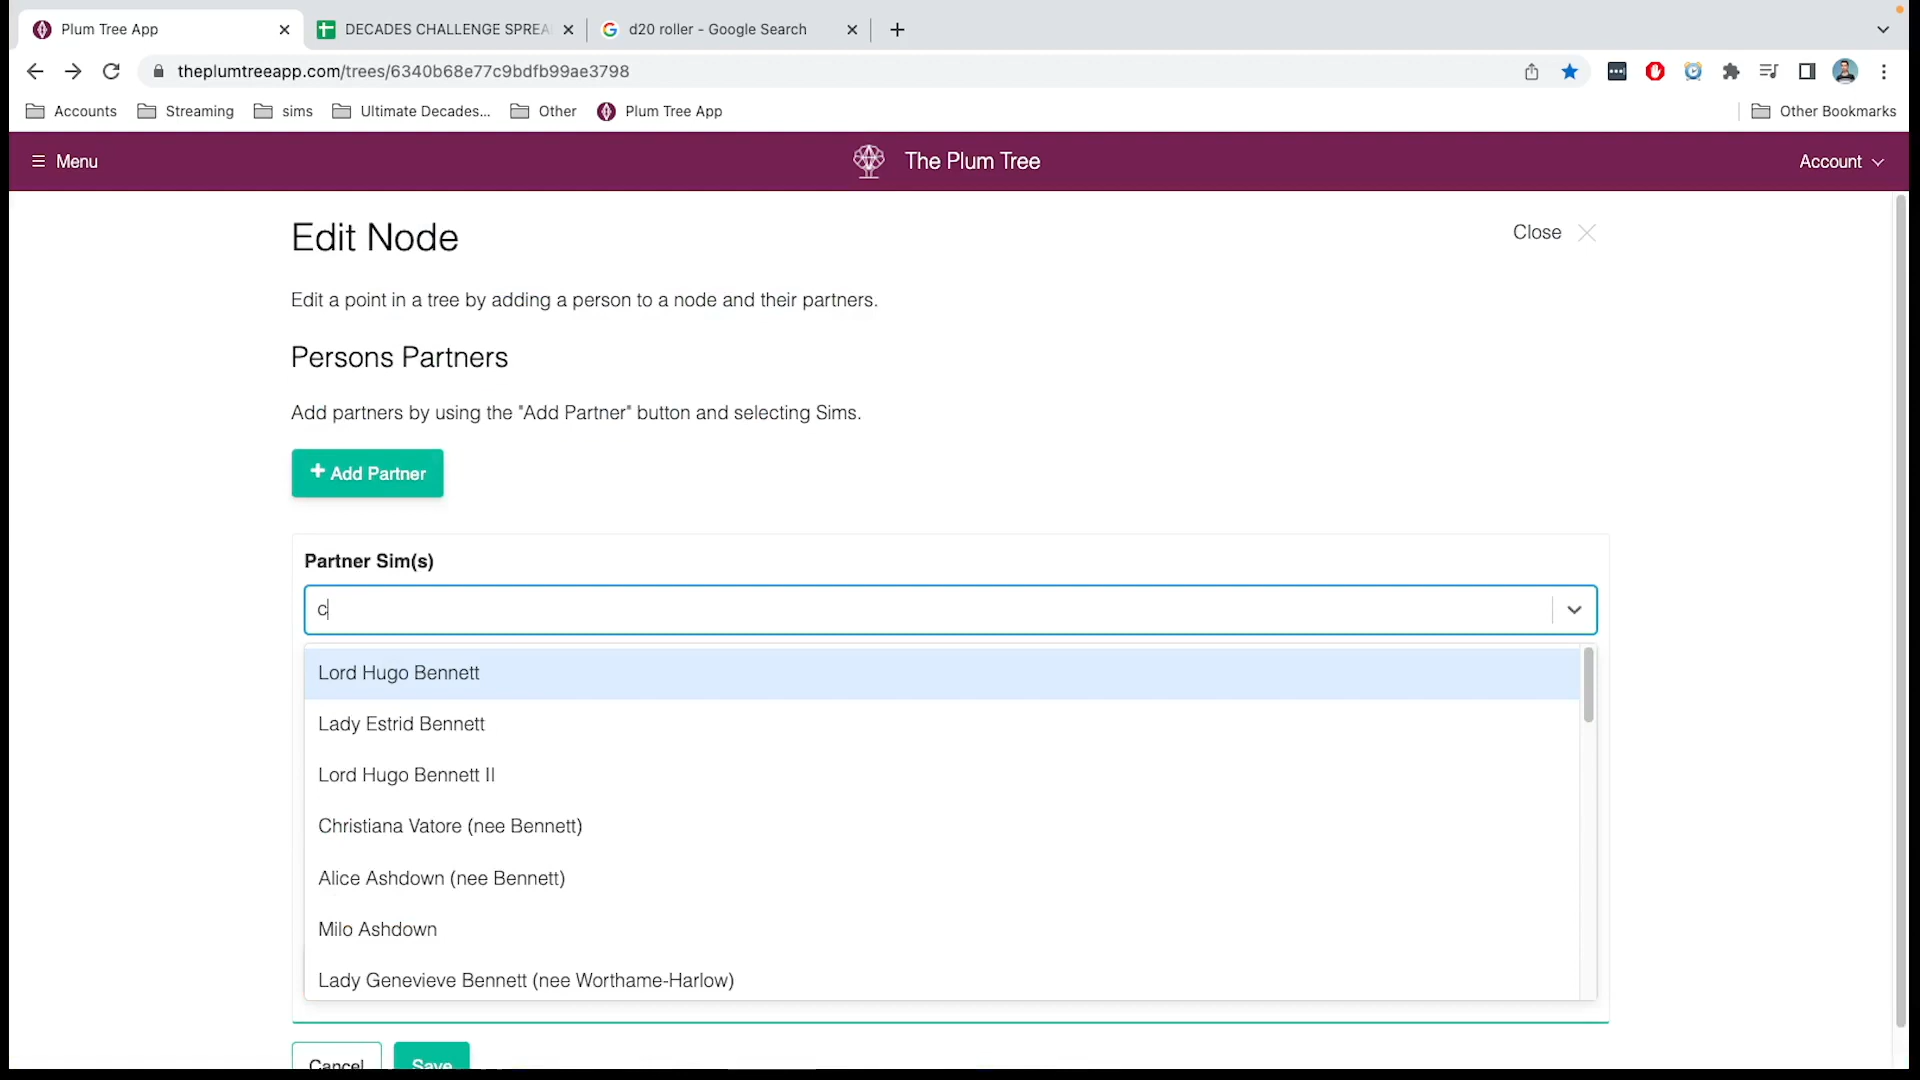 Plum Tree App
DECADES CHALLENGE SPREA
d20 roller - Google Search
theplumtreeapp.com/trees/6340b68e77c9bdfb99ae3798
Accounts
Streaming
sims
Ultimate Decades...
Other
Plum Tree App
Other Bookmarks
Menu
The Plum Tree
Account
Edit Node
Close
Edit a point in a tree by adding a person to a node and their partners.
Persons Partners
Add partners by using the "Add Partner" button and selecting Sims.
+ Add Partner
Partner Sim(s)
c
Lord Hugo Bennett
Lady Estrid Bennett
Lord Hugo Bennett II
Christiana Vatore (nee Bennett)
Alice Ashdown (nee Bennett)
Milo Ashdown
Lady Genevieve Bennett (nee Worthame-Harlow)
Cancel
Save